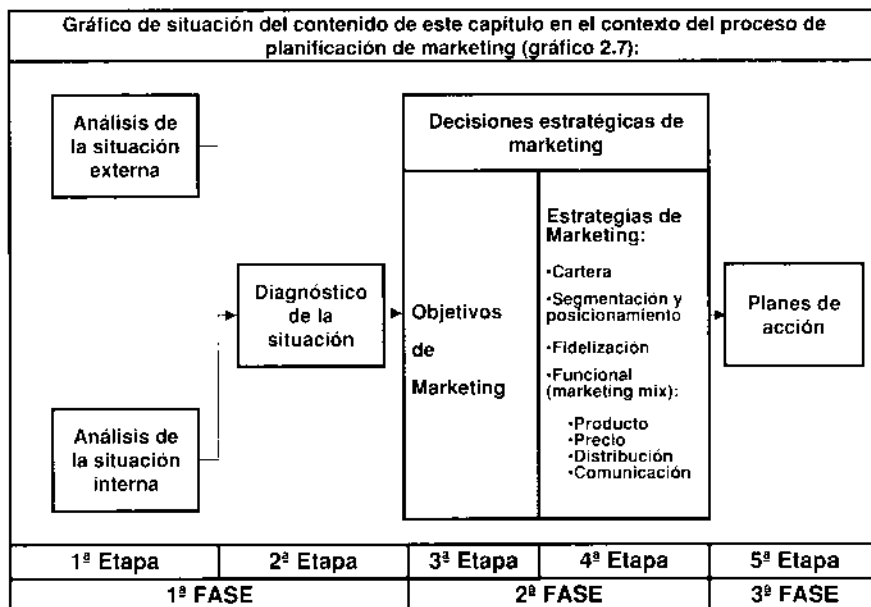 Gráfico de situación del contenido de este capítulo en el contexto del proceso de
planificación de marketing (gráfico 2.7):
Análisis de
la situación
externa
Análisis de
la situación
interna
Diagnóstico
de la
situación
Decisiones estratégicas de
marketing
Objetivos
de
Marketing
Estrategias de
Marketing:
•Cartera
•Segmentación y
posicionamiento
•Fidelización
•Funcional
(marketing mix):
•Producto
•Precio
•Distribución
•Comunicación
Planes de
acción
1ª Etapa
2ª Etapa
3ª Etapa
4ª Etapa
5ª Etapa
1ª FASE
2ª FASE
3ª FASE